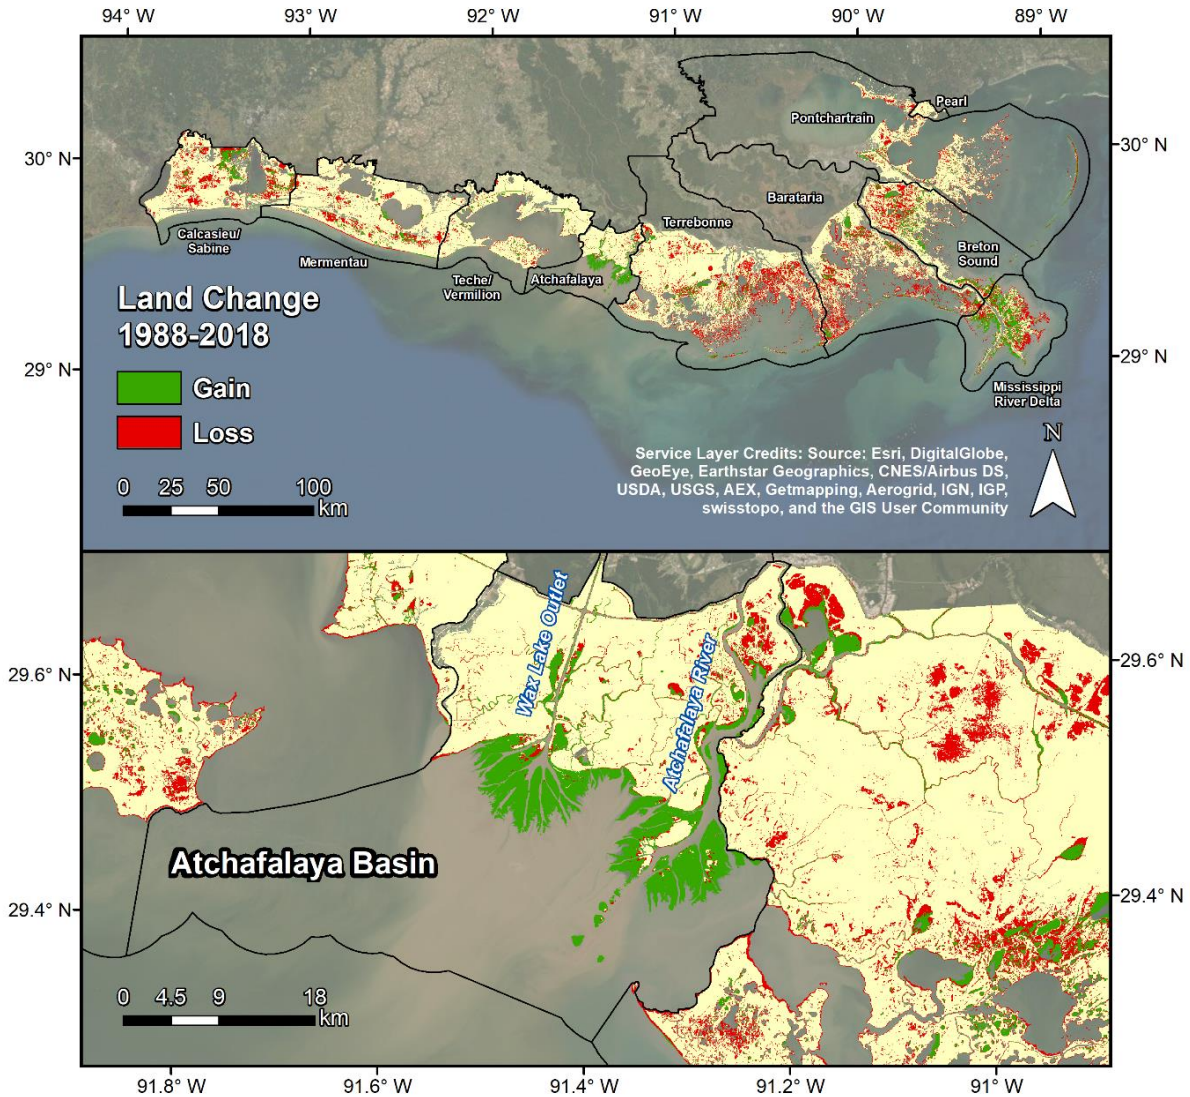 94° W 93° W 92° W 91° W 90° W 89° W
Pearl
Pontchartrain
30° N 30° N
Barataria
Terrebonne
Calcasieu/
Sabine
Breton
Sound
Mermentau
Teche/
Vermilion
Atchafalaya
Land Change
1988-2018
29° N 29° N
Gain
Loss
Mississippi
River Delta
N
Service Layer Credits: Source: Esri, DigitalGlobe,
GeoEye, Earthstar Geographics, CNES/Airbus DS,
USDA, USGS, AEX, Getmapping, Aerogrid, IGN, IGP,
swisstopo, and the GIS User Community
0 25 50 100
km
Wax Lake Outlet
Atchafalaya River
29.6° N 29.6° N
Atchafalaya Basin
29.4° N 29.4° N
0 4.5 9 18
km
91.8° W 91.6° W 91.4° W 91.2° W 91° W